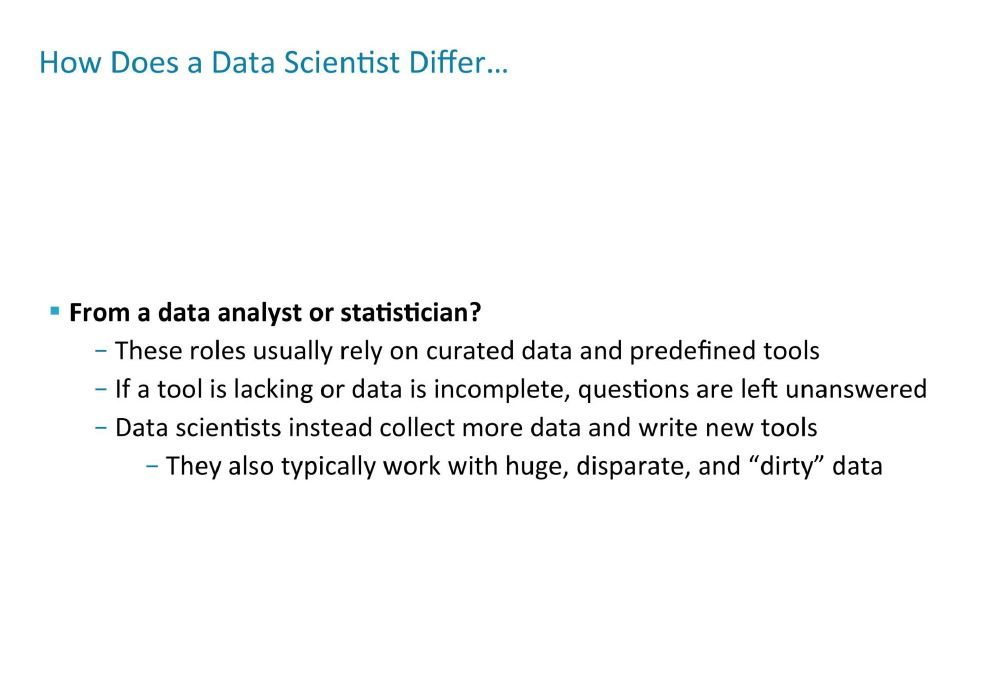 How Does a Data Scientist Differ…
▪ From a data analyst or statistician?
– These roles usually rely on curated data and predefined tools
– If a tool is lacking or data is incomplete, questions are left unanswered
– Data scientists instead collect more data and write new tools
– They also typically work with huge, disparate, and “dirty” data